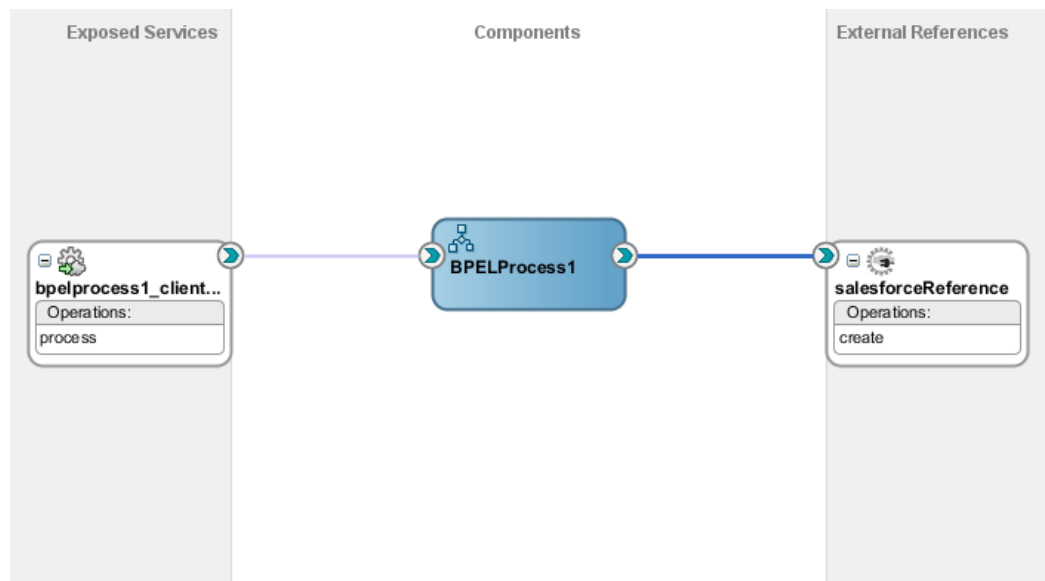 Exposed Services
Components
External References
bpelprocess1_client...
Operations:
process
BPELProcess1
salesforceReference
Operations:
create